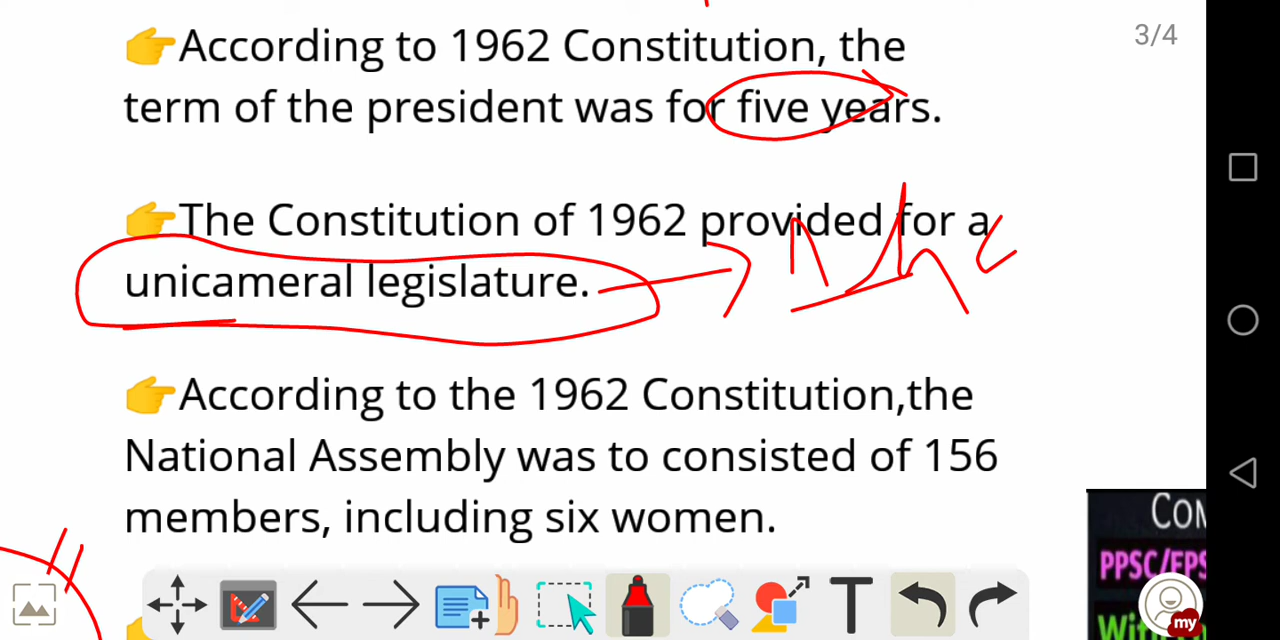 3/4
👉According to 1962 Constitution, the
term of the president was for five years.
👉The Constitution of 1962 provided for a
unicameral legislature.
👉According to the 1962 Constitution,the
National Assembly was to consisted of 156
members, including six women.
PPSC/
T
my